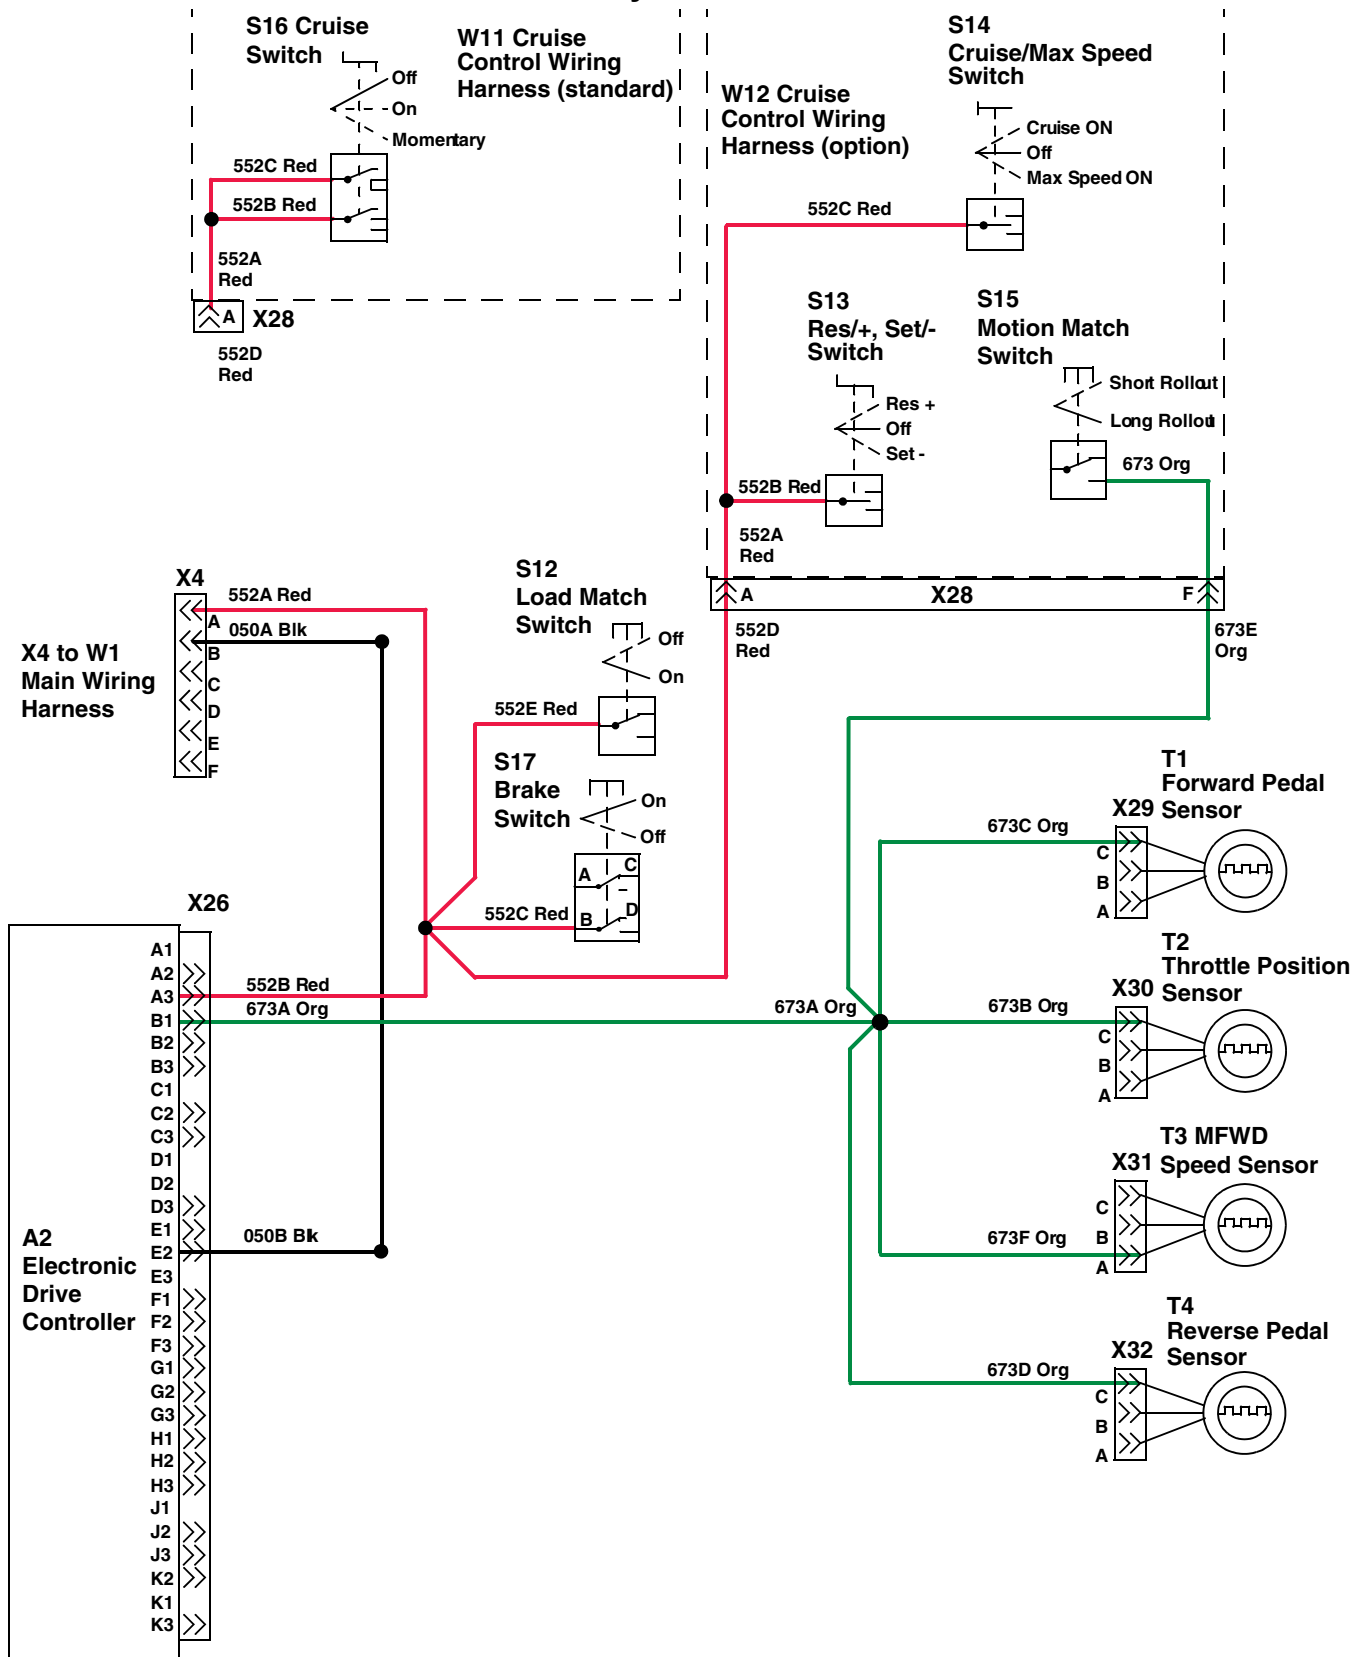 S16 Cruise
Switch
Off
On
Momentary
W11 Cruise
Control Wiring
Harness (standard)
552C Red
552B Red
552A
Red
A
X28
552D
Red
W12 Cruise
Control Wiring
Harness (option)
S14
Cruise/Max Speed
Switch
Cruise ON
Off
Max Speed ON
552C Red
S13
Res/+, Set/-
Switch
Res +
Off
Set -
S15
Motion Match
Switch
Short Rollout
Long Rollout
673 Org
552B Red
552A
Red
A
X28
F
552D
Red
673E
Org
X4
552A Red
A
050A Blk
B
C
D
E
F
X4 to W1
Main Wiring
Harness
S12
Load Match
Switch
Off
On
552E Red
S17
Brake
Switch
On
Off
A
C
B
D
552C Red
X26
A1
A2
A3
B1
B2
B3
C1
C2
C3
D1
D2
D3
E1
E2
E3
F1
F2
F3
G1
G2
G3
H1
H2
H3
J1
J2
J3
K2
K1
K3
A2
Electronic
Drive
Controller
552B Red
673A Org
050B Blk
673A Org
T1
Forward Pedal
Sensor
X29
673C Org
C
B
A
T2
Throttle Position
Sensor
X30
673B Org
C
B
A
T3 MFWD
Speed Sensor
X31
673F Org
C
B
A
T4
Reverse Pedal
Sensor
X32
673D Org
C
B
A